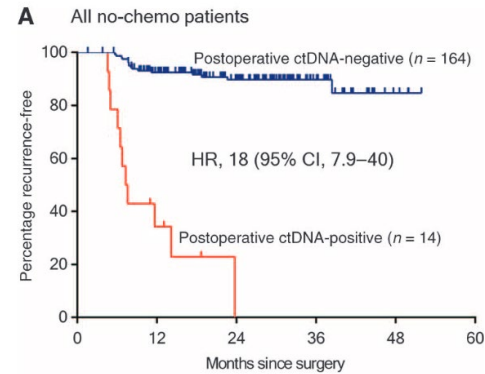 A All no-chemo patients
Percentage recurrence-free
100
80
60
40
20
0
Postoperative ctDNA-negative (n = 164)
HR, 18 (95% CI, 7.9–40)
Postoperative ctDNA-positive (n = 14)
0 12 24 36 48 60
Months since surgery